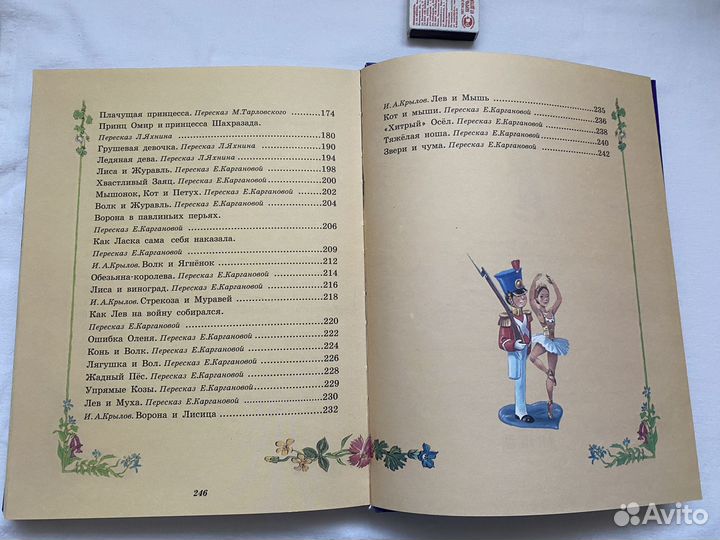 Плачущая принцесса. Пересказ М.Тарловского ........174
Принц Омир и принцесса Шахразада.
Пересказ Л.Яхнина ........180
Грушевая девочка. Пересказ Л.Яхнина ........190
Ледяная дева. Пересказ Л.Яхнина ........194
Лиса и Журавль. Пересказ Е.Каргановой ........198
Хвастливый Заяц. Пересказ Е.Каргановой ........200
Мышонок, Кот и Петух. Пересказ Е.Каргановой ........202
Волк и Журавль. Пересказ Е.Каргановой ........204
Ворона в павлиньих перьях.
Пересказ Е.Каргановой ........206
Как Ласка сама себя наказала.
Пересказ Е.Каргановой ........209
И.А.Крылов. Волк и Ягнёнок ........212
Обезьяна-королева. Пересказ Е.Каргановой ........214
Лиса и виноград. Пересказ Е.Каргановой ........216
И.А.Крылов. Стрекоза и Муравей ........218
Как Лев на войну собирался.
Пересказ Е.Каргановой ........220
Ошибка Оленя. Пересказ Е.Каргановой ........222
Конь и Волк. Пересказ Е.Каргановой ........224
Лягушка и Вол. Пересказ Е.Каргановой ........226
Жадный Пёс. Пересказ Е.Каргановой ........228
Упрямые Козы. Пересказ Е.Каргановой ........229
Лев и Муха. Пересказ Е.Каргановой ........230
И.А.Крылов. Ворона и Лисица ........232
246
И.А.Крылов. Лев и Мышь ........235
Кот и мыши. Пересказ Е.Каргановой ........236
«Хитрый» Осёл. Пересказ Е.Каргановой ........238
Тяжёлая ноша. Пересказ Е.Каргановой ........240
Звери и чума. Пересказ Е.Каргановой ........242
Avito